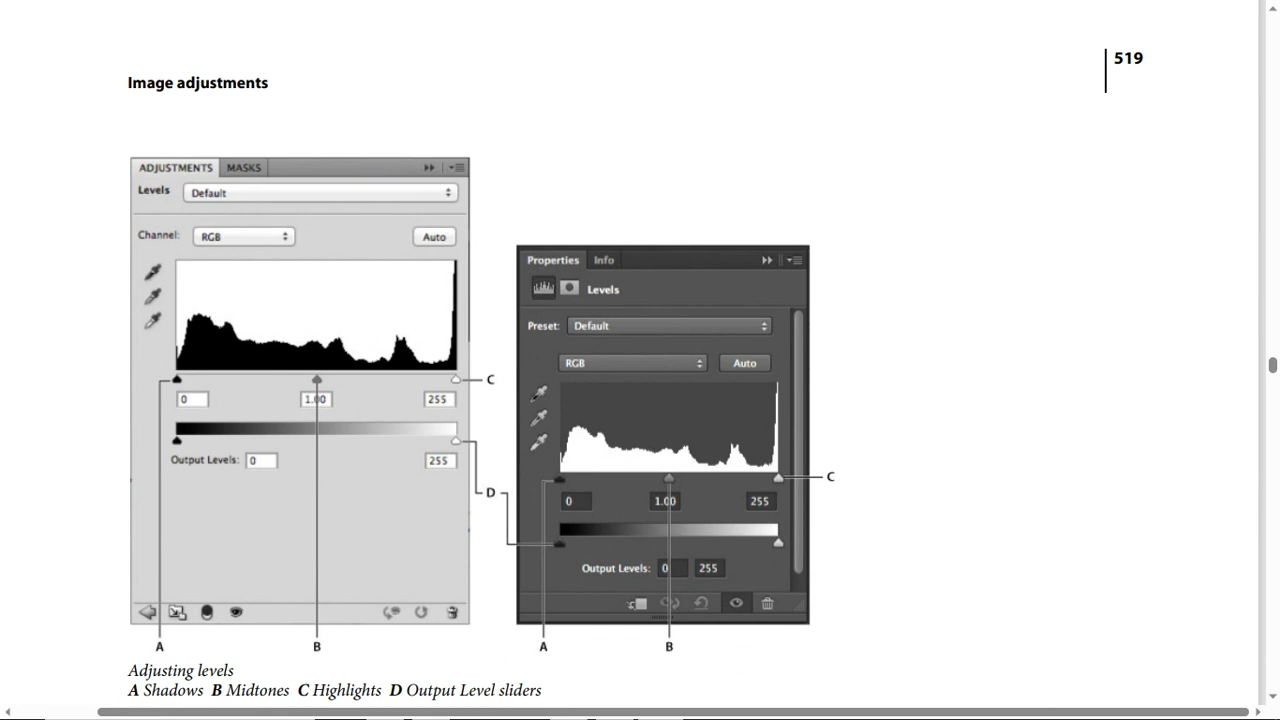 519
Image adjustments
ADJUSTMENTS MASKS
Levels Default
Channel: RGB Auto
C
0 1.00 255
Output Levels: 0 255
D
A B
Properties Info
Levels
Preset: Default
RGB Auto
C
0 1.00 255
Output Levels: 0 255
A B
Adjusting levels
A Shadows B Midtones C Highlights D Output Level sliders